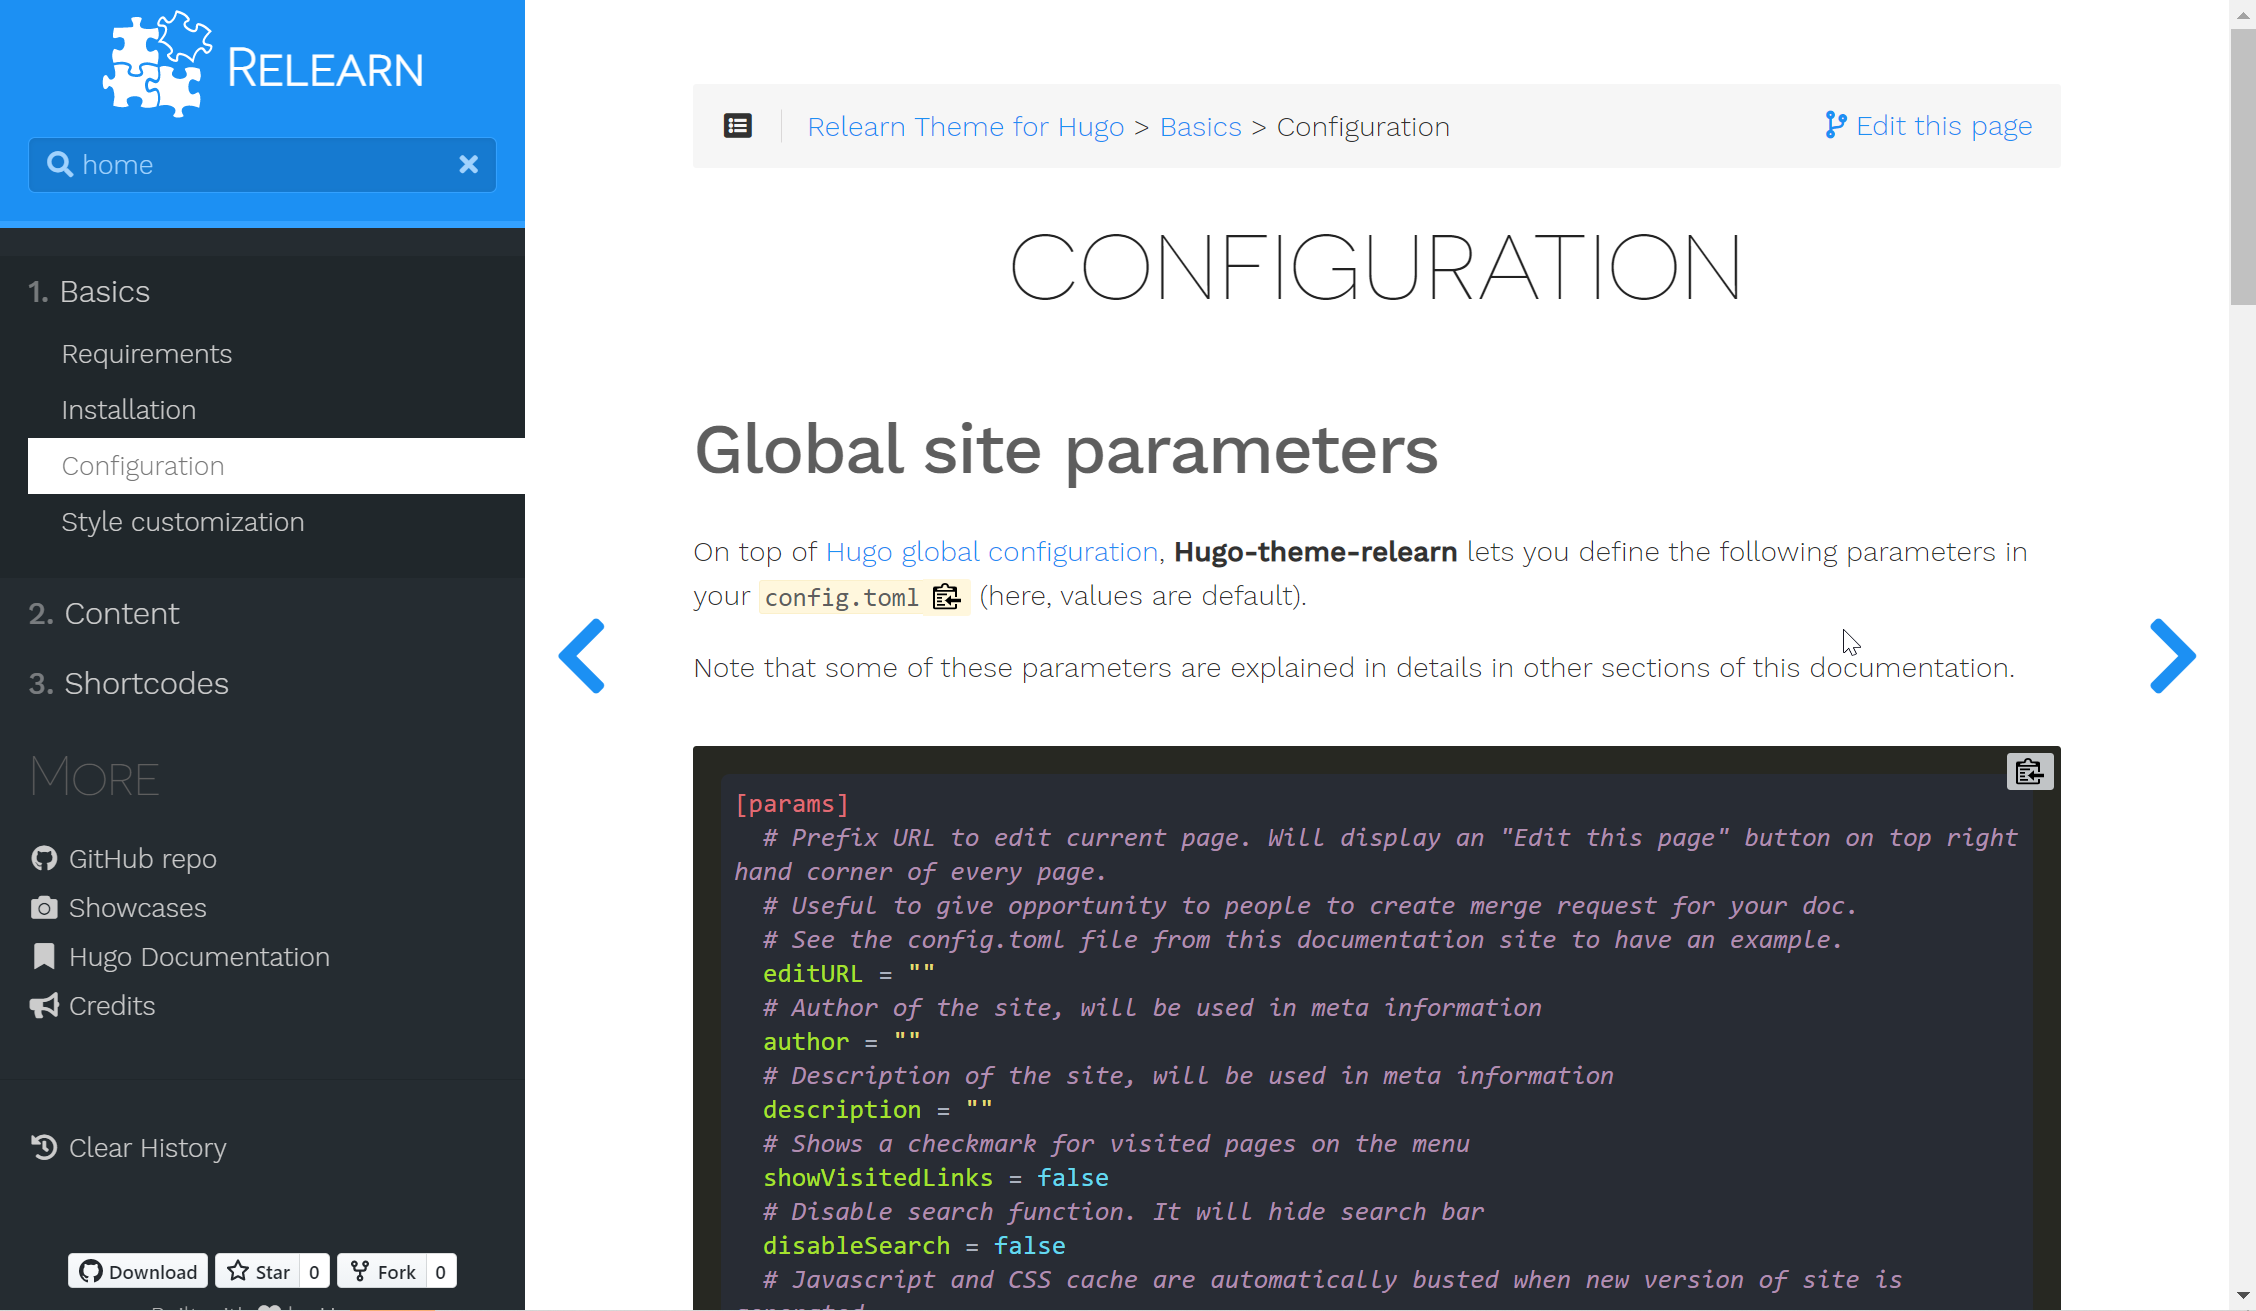 RELEARN
home
1. Basics
Requirements
Installation
Configuration
Style customization
2. Content
3. Shortcodes
MORE
GitHub repo
Showcases
Hugo Documentation
Credits
Clear History
Download
Star 0
Fork 0
Relearn Theme for Hugo > Basics > Configuration
Edit this page
CONFIGURATION
Global site parameters
On top of Hugo global configuration, Hugo-theme-relearn lets you define the following parameters in
your config.toml (here, values are default).
Note that some of these parameters are explained in details in other sections of this documentation.
[params]
# Prefix URL to edit current page. Will display an "Edit this page" button on top right
hand corner of every page.
# Useful to give opportunity to people to create merge request for your doc.
# See the config.toml file from this documentation site to have an example.
editURL = ""
# Author of the site, will be used in meta information
author = ""
# Description of the site, will be used in meta information
description = ""
# Shows a checkmark for visited pages on the menu
showVisitedLinks = false
# Disable search function. It will hide search bar
disableSearch = false
# Javascript and CSS cache are automatically busted when new version of site is